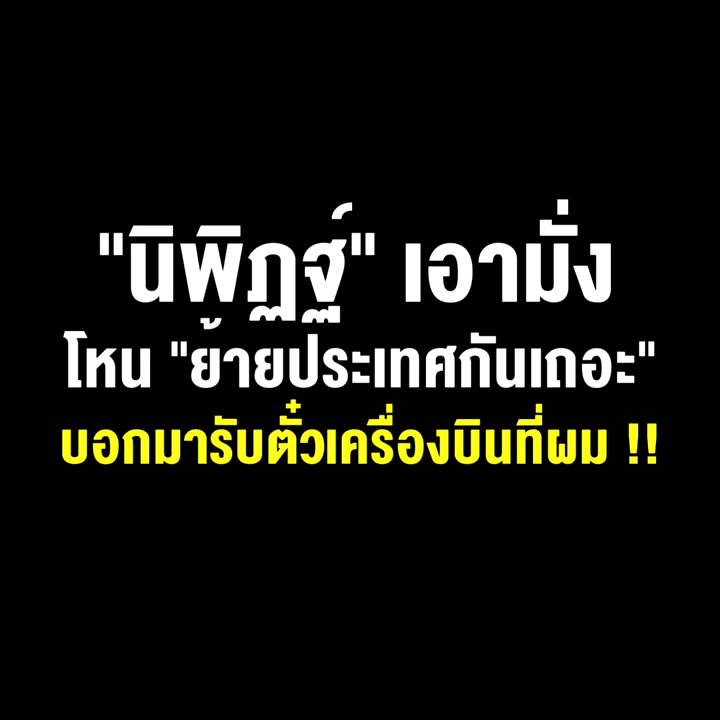 "นิพิฏฐ์" เอามั่ง
โหน "ย้ายประเทศกันเถอะ"
บอกมารับตั๋วเครื่องบินที่ผม !!